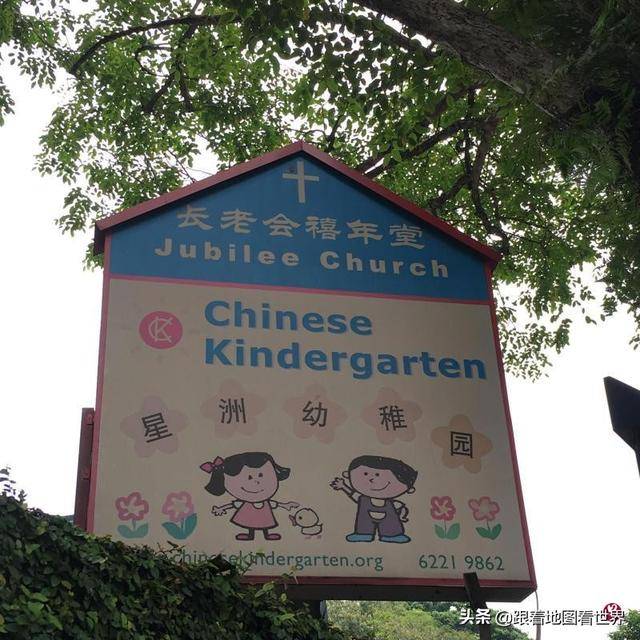 长老会禧年堂
Jubilee Church
CK
Chinese
Kindergarten
星洲幼稚园
chinesekindergarten.org 6221 9862
头条 @跟着地图看世界